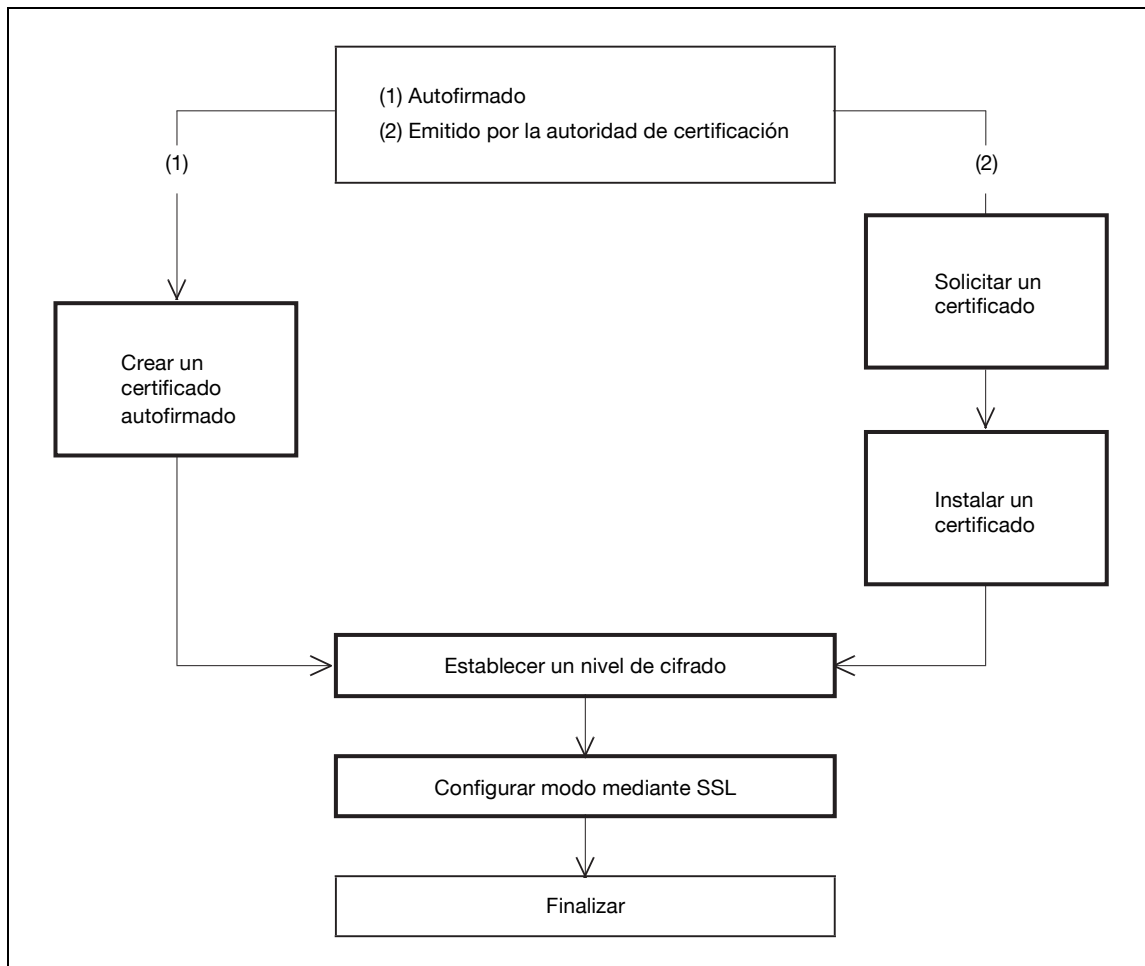 (1) Autofirmado
(2) Emitido por la autoridad de certificación
(1)
(2)
Solicitar un
certificado
Crear un
certificado
autofirmado
Instalar un
certificado
Establecer un nivel de cifrado
Configurar modo mediante SSL
Finalizar